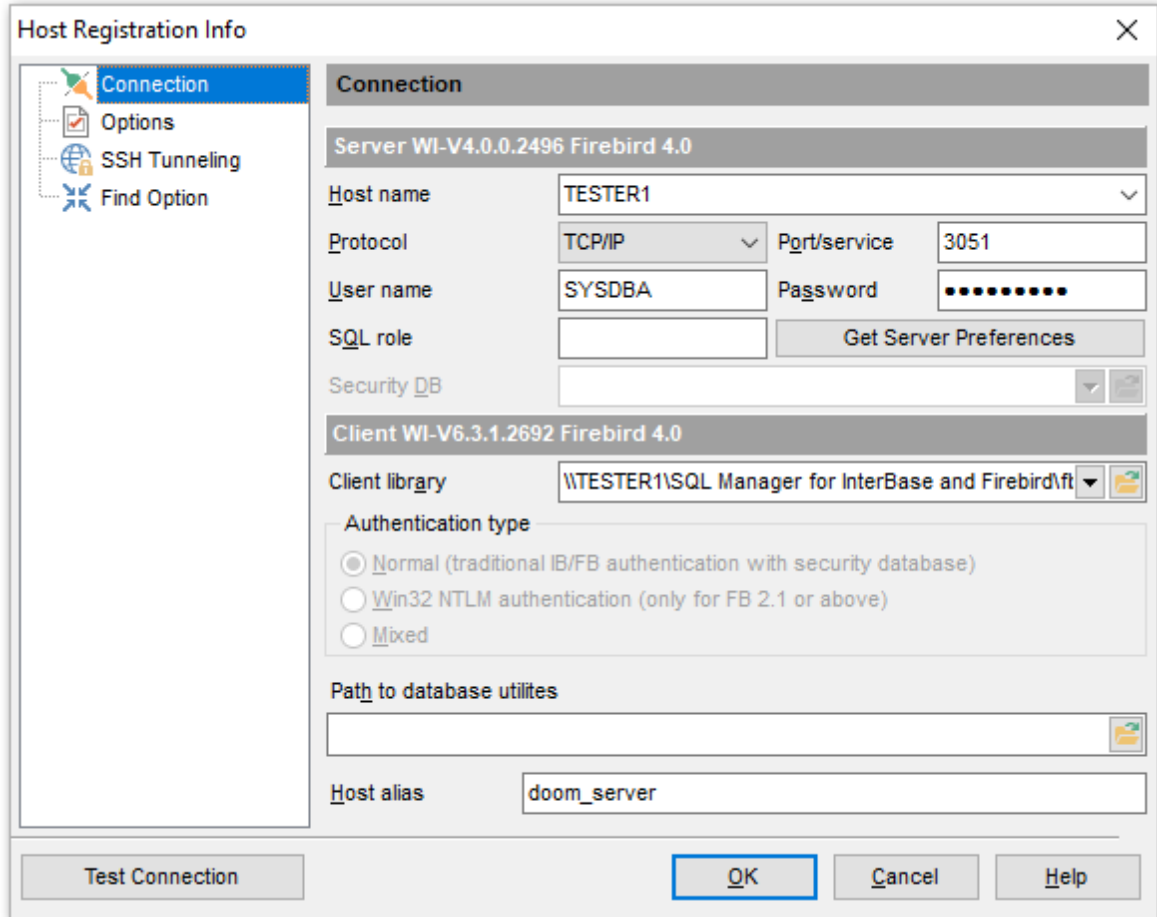 Host Registration Info
Connection
Options
SSH Tunneling
Find Option
Connection
Server WI-V4.0.0.2496 Firebird 4.0
Host name TESTER1
Protocol TCP/IP Port/service 3051
User name SYSDBA Password •••••••••
SQL role Get Server Preferences
Security DB
Client WI-V6.3.1.2692 Firebird 4.0
Client library \\TESTER1\SQL Manager for InterBase and Firebird\fb
Authentication type
Normal (traditional IB/FB authentication with security database)
Win32 NTLM authentication (only for FB 2.1 or above)
Mixed
Path to database utilites
Host alias doom_server
Test Connection OK Cancel Help